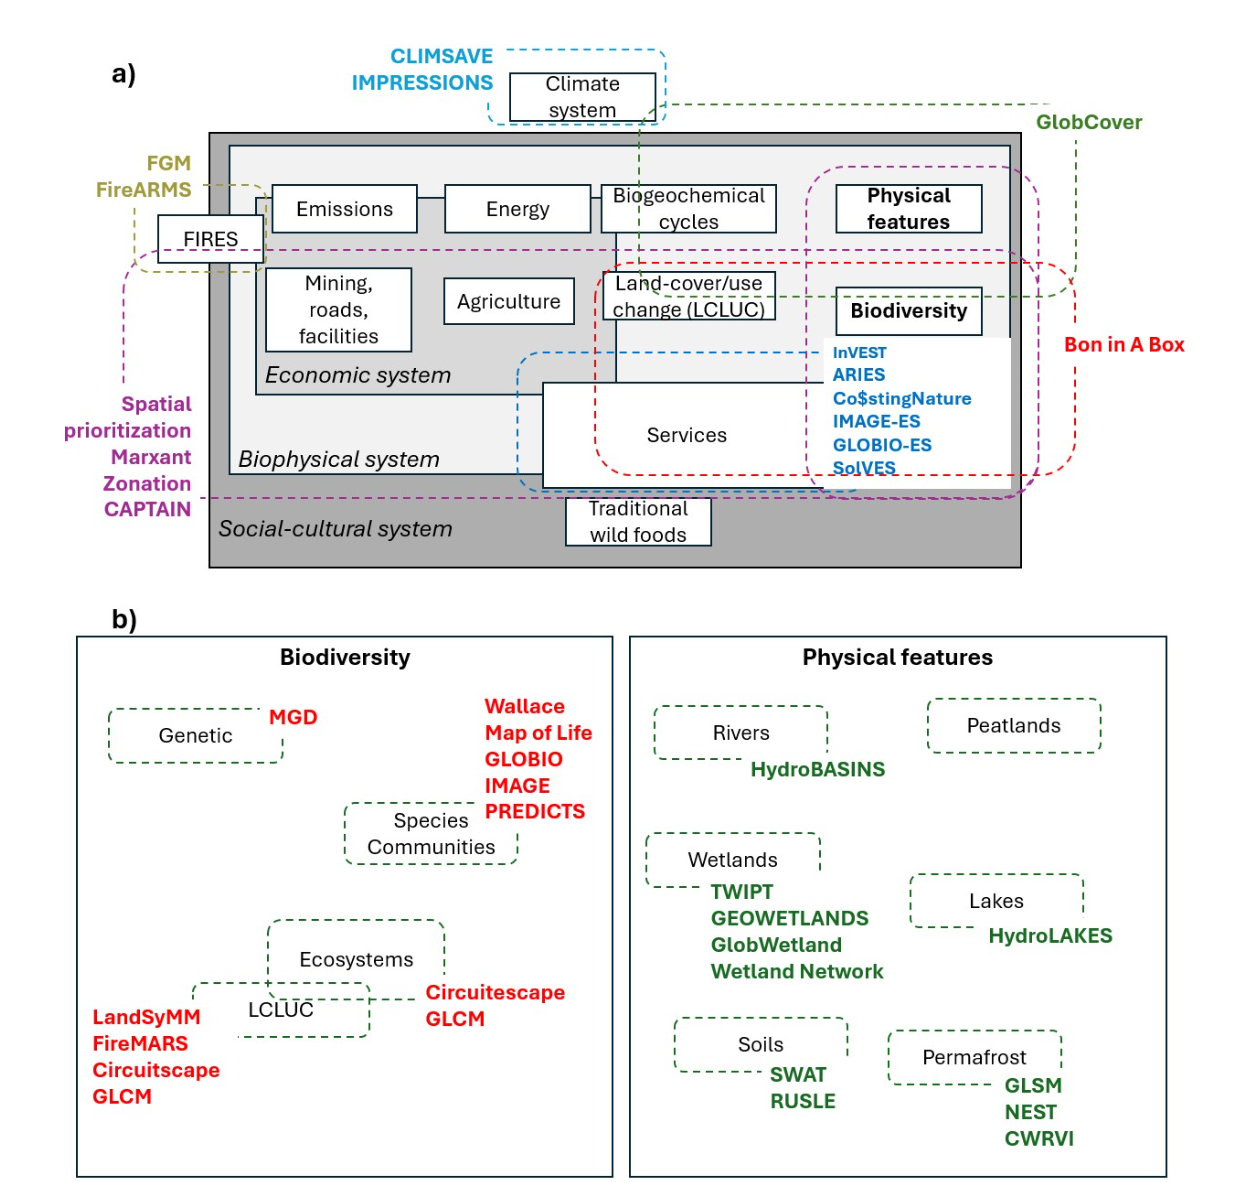 a)
CLIMSAVE
IMPRESSIONS
Climate
system
GlobCover
FGM
FireARMS
FIRES
Emissions
Energy
Biogeochemical
cycles
Physical
features
Mining,
roads,
facilities
Agriculture
Land-cover/use
change (LCLUC)
Biodiversity
Bon in A Box
Economic system
InVEST
ARIES
Co$stingNature
IMAGE-ES
GLOBIO-ES
SolVES
Services
Spatial
prioritization
Marxant
Zonation
CAPTAIN
Biophysical system
Traditional
wild foods
Social-cultural system
b)
Biodiversity
Genetic
MGD
Wallace
Map of Life
GLOBIO
IMAGE
PREDICTS
Species
Communities
Ecosystems
Circuitescape
GLCM
LCLUC
LandSyMM
FireMARS
Circuitscape
GLCM
Physical features
Rivers
HydroBASINS
Peatlands
Wetlands
TWIPT
GEOWETLANDS
GlobWetland
Wetland Network
Lakes
HydroLAKES
Soils
SWAT
RUSLE
Permafrost
GLSM
NEST
CWRVI